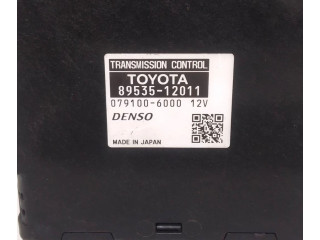 TRANSMISSION CONTROL
TOYOTA
89535-12011
079100-6000 12V
DENSO
MADE IN JAPAN